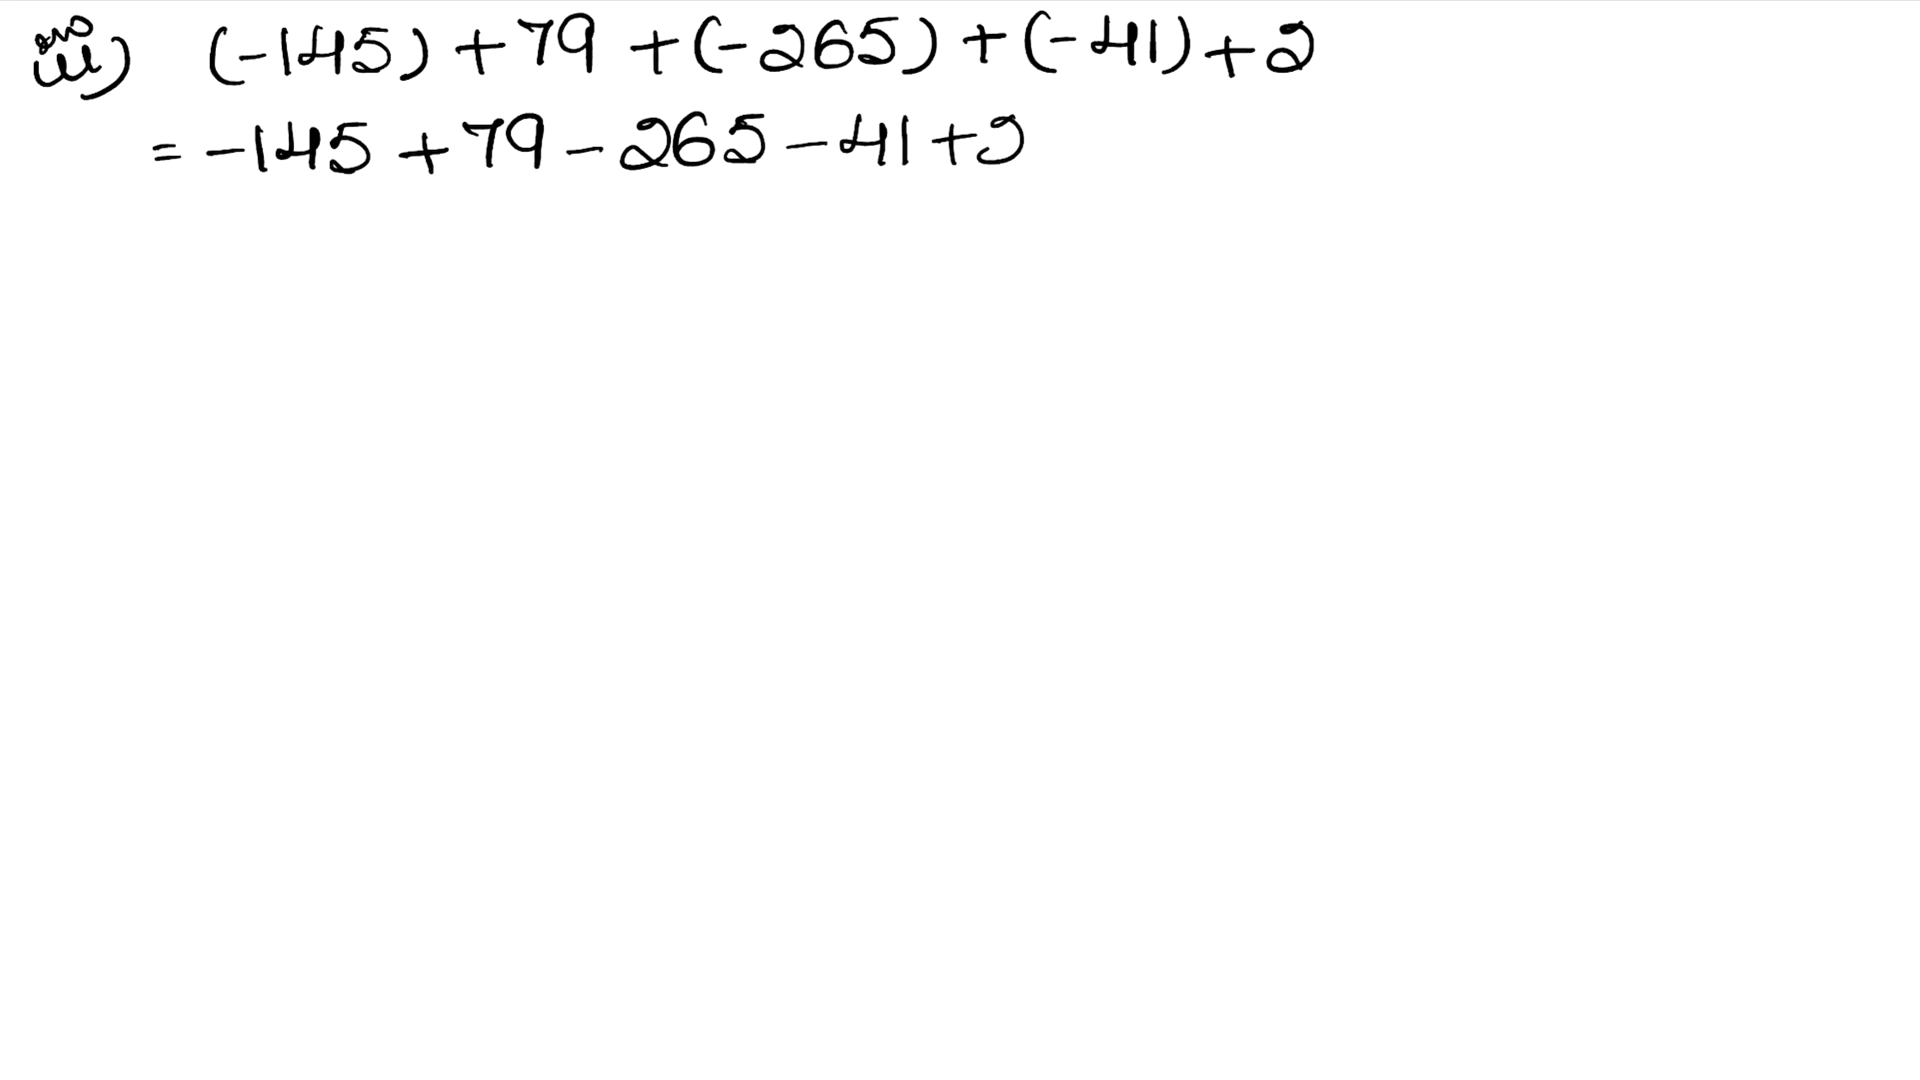 iii) (-145) + 79 + (-265) + (-41) + 2
= -145 + 79 - 265 - 41 + 2